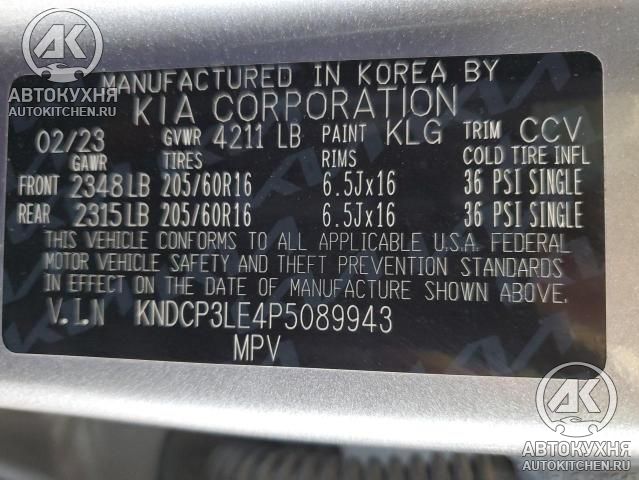 MANUFACTURED IN KOREA BY
KIA CORPORATION
02/23 GVWR 4211 LB PAINT KLG TRIM CCV
GAWR TIRES RIMS COLD TIRE INFL
FRONT 2348 LB 205/60R16 6.5Jx16 36 PSI SINGLE
REAR 2315 LB 205/60R16 6.5Jx16 36 PSI SINGLE
THIS VEHICLE CONFORMS TO ALL APPLICABLE U.S.A. FEDERAL
MOTOR VEHICLE SAFETY AND THEFT PREVENTION STANDARDS
IN EFFECT ON THE DATE OF MANUFACTURE SHOWN ABOVE.
V.I.N KNDCP3LE4P5089943
MPV
АК
АВТОКУХНЯ
AUTOKITCHEN.RU
АК
АВТОКУХНЯ
AUTOKITCHEN.RU